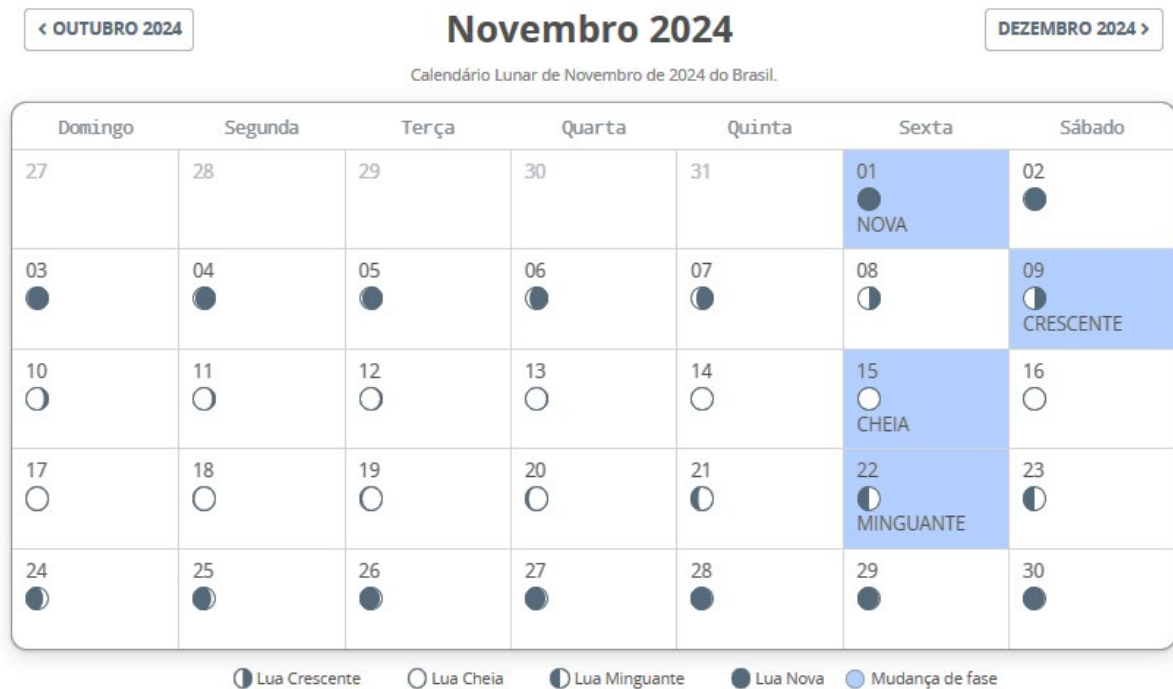 < OUTUBRO 2024
Novembro 2024
DEZEMBRO 2024 >
Calendário Lunar de Novembro de 2024 do Brasil.
Domingo Segunda Terça Quarta Quinta Sexta Sábado
27 28 29 30 31 01 02
NOVA
03 04 05 06 07 08 09
CRESCENTE
10 11 12 13 14 15 16
CHEIA
17 18 19 20 21 22 23
MINGUANTE
24 25 26 27 28 29 30
Lua Crescente Lua Cheia Lua Minguante Lua Nova Mudança de fase